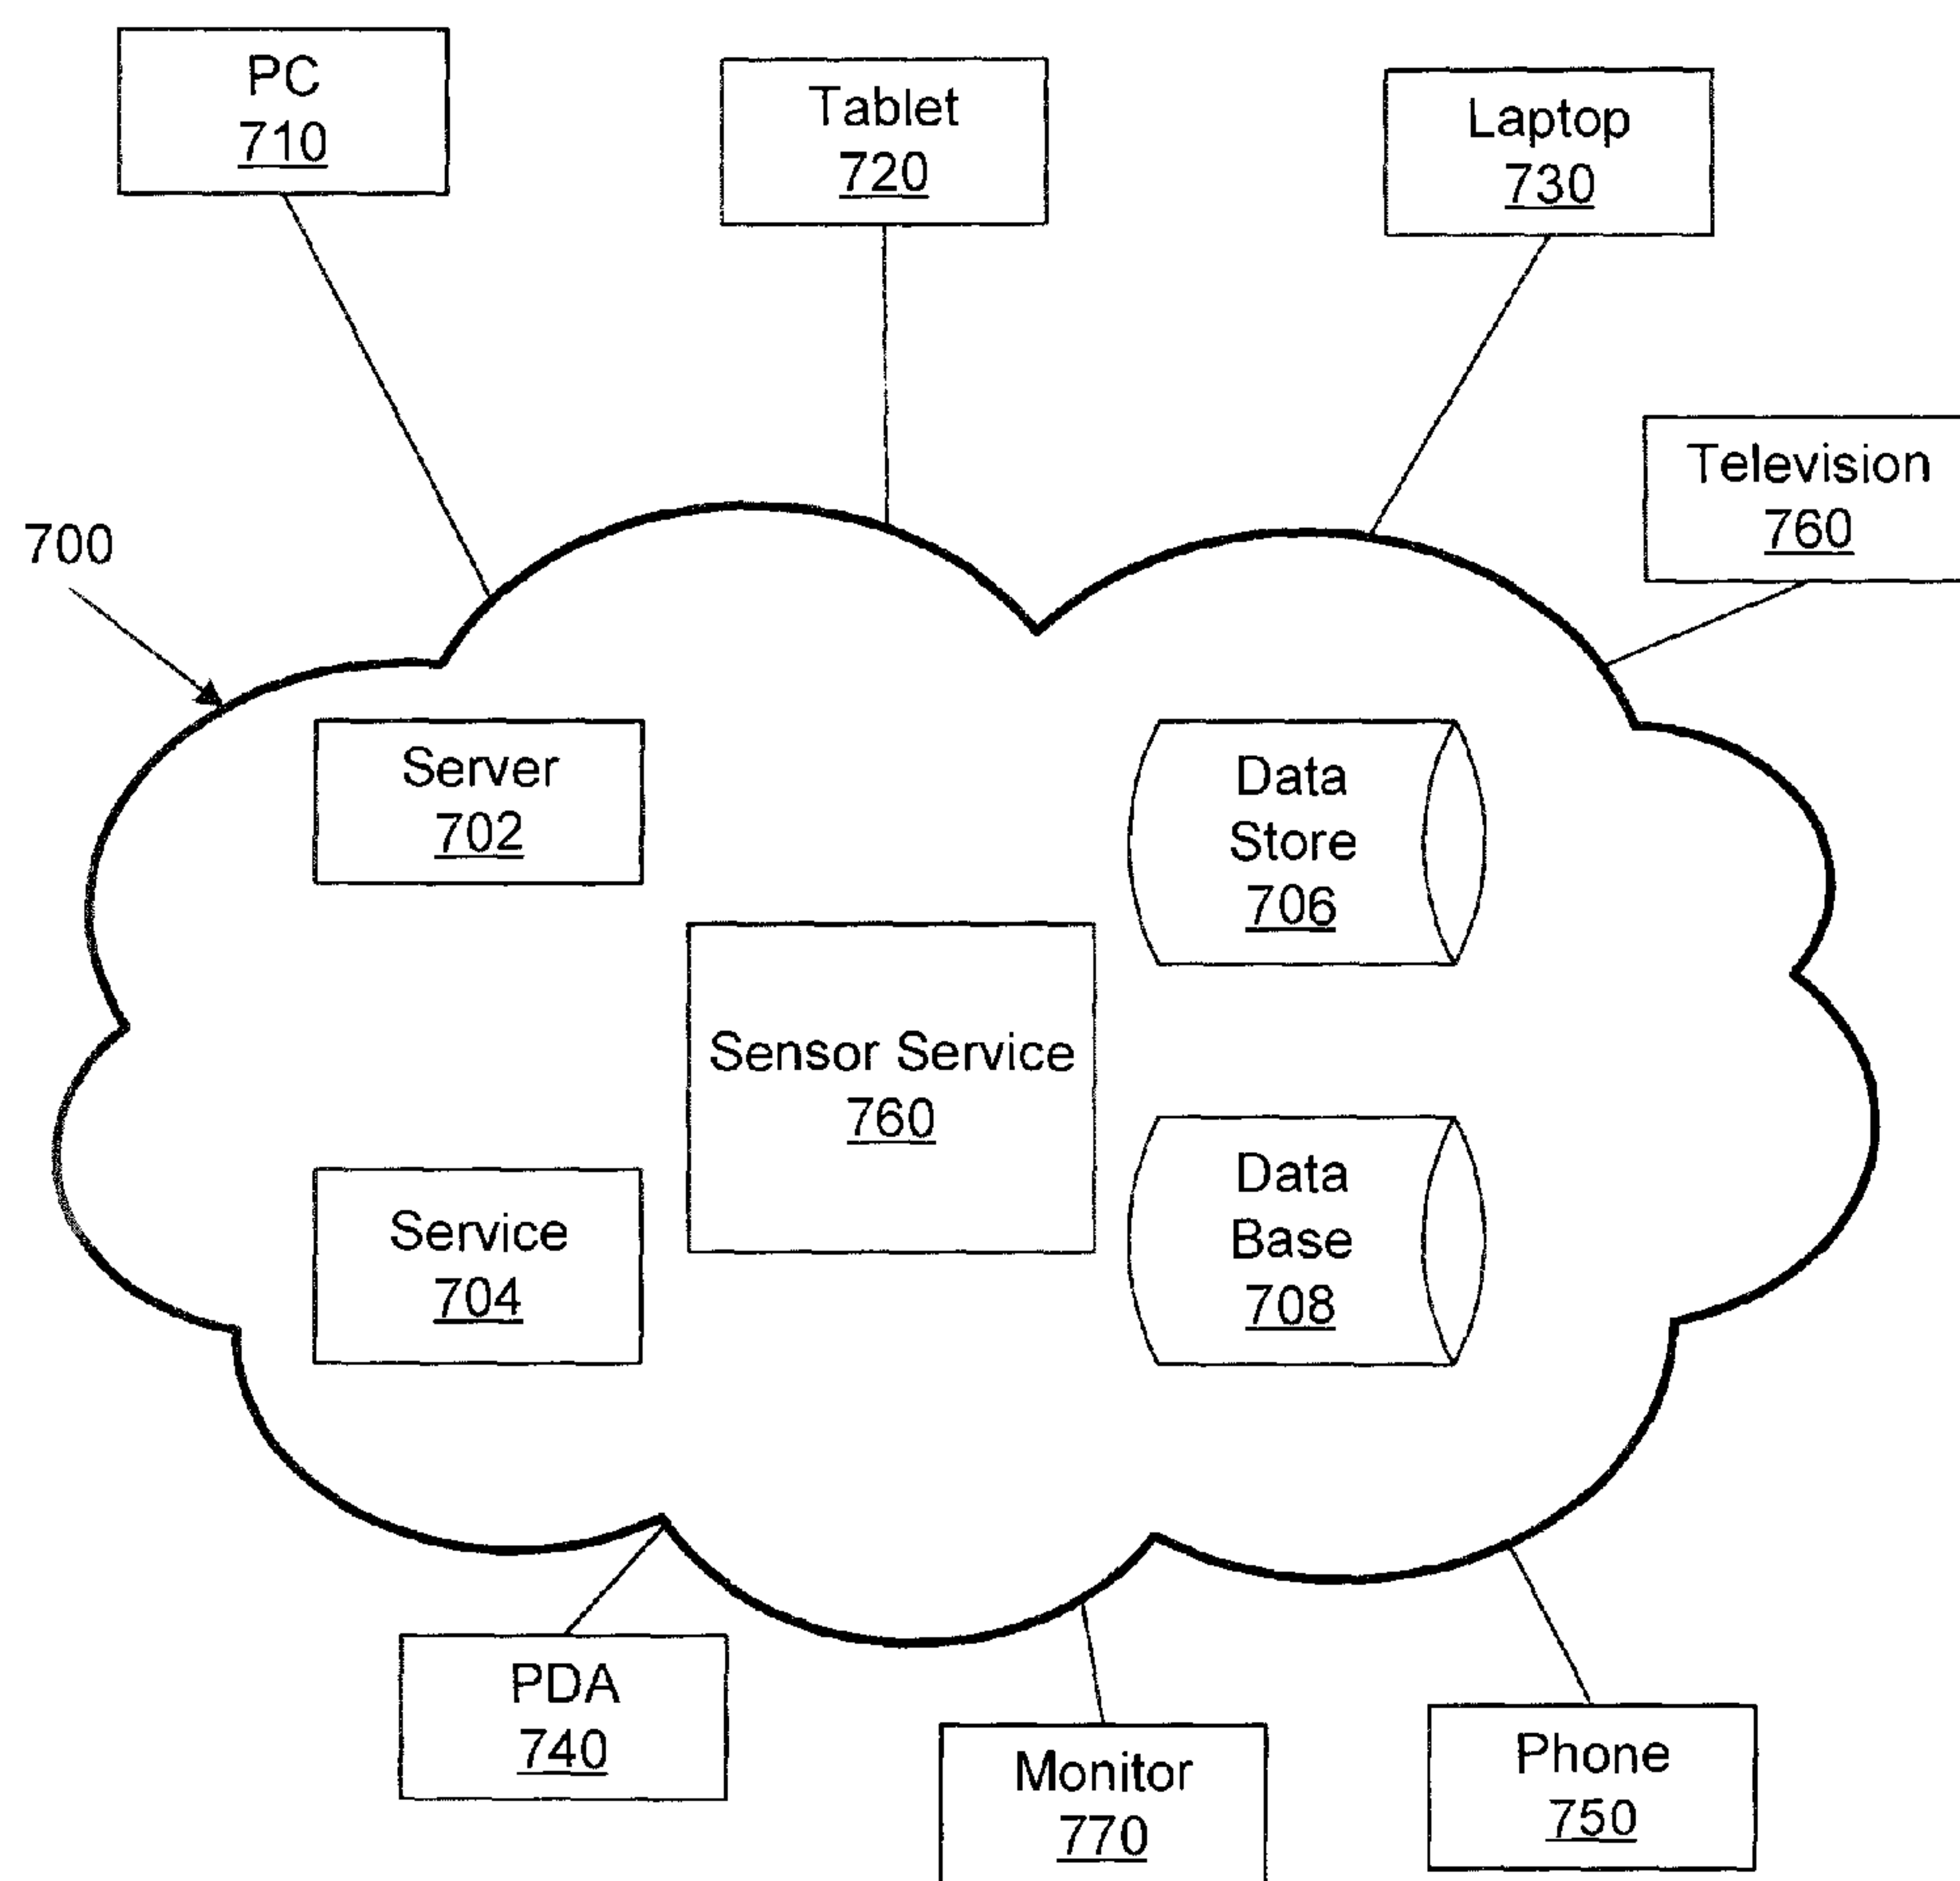 PC
710
Tablet
720
Laptop
730
Television
760
700
Server
702
Data
Store
706
Sensor Service
760
Service
704
Data
Base
708
PDA
740
Monitor
770
Phone
750